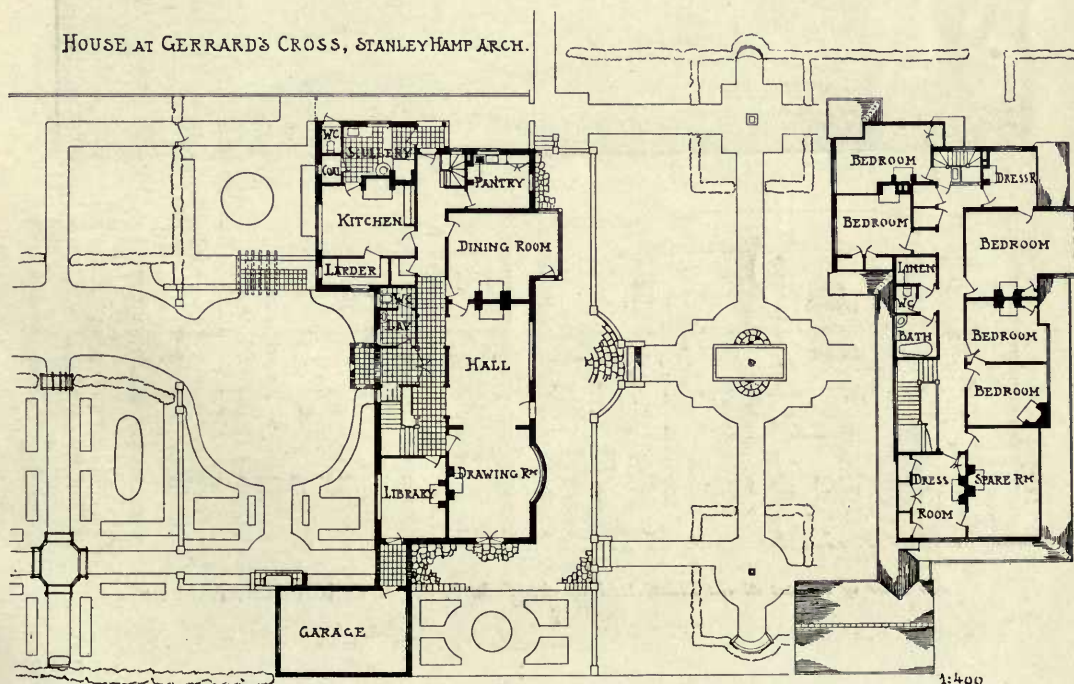 HOUSE AT GERRARD'S CROSS, STANLEY HAMP ARCH.
WC
SCULLERY
COAL
PANTRY
KITCHEN
DINING ROOM
LARDER
WC
LAV
HALL
LIBRARY
DRAWING RM
GARAGE
BEDROOM
DRESS R
BEDROOM
BEDROOM
LINEN
WC
BATH
BEDROOM
BEDROOM
DRESS
ROOM
SPARE RM
1:400